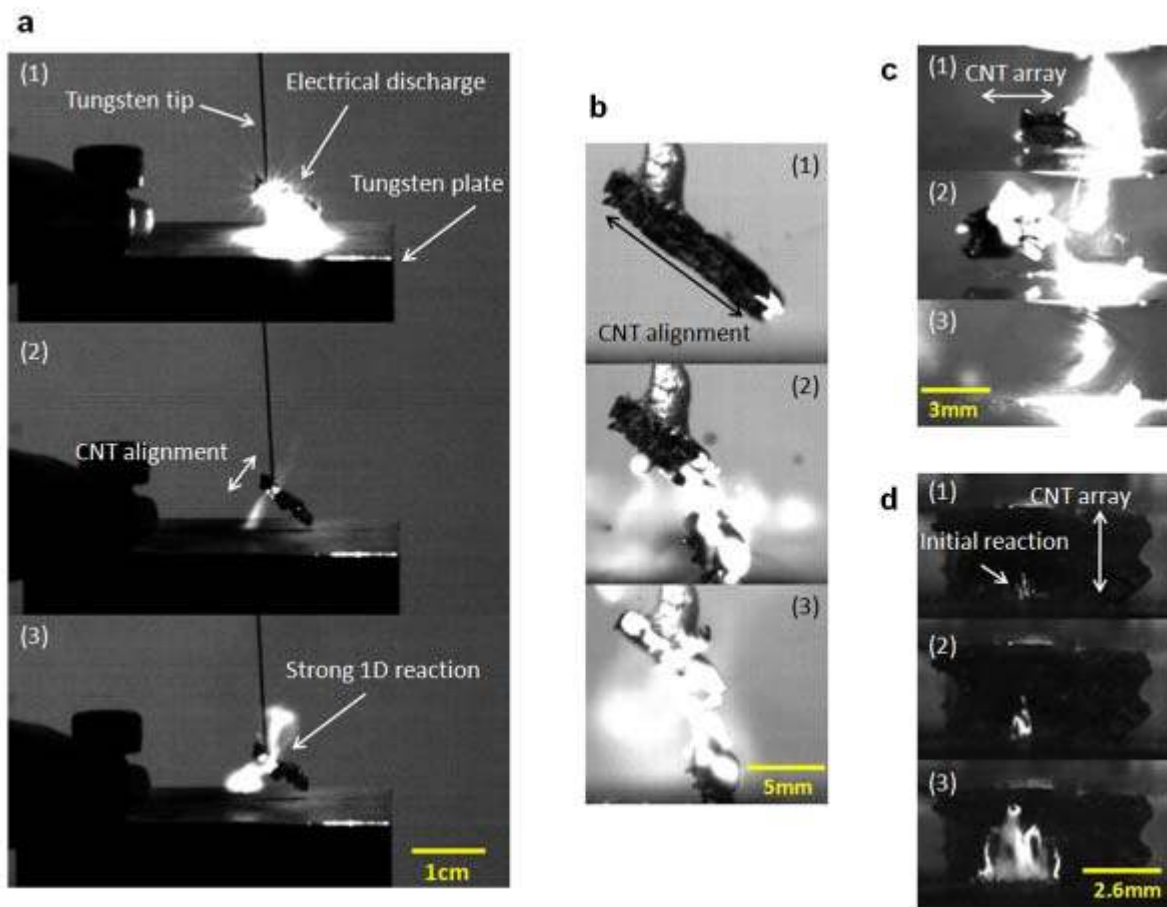 a
(1)
Electrical discharge
Tungsten tip
Tungsten plate
(2)
CNT alignment
(3)
Strong 1D reaction
1cm
b
(1)
CNT alignment
(2)
(3)
5mm
c
(1)
CNT array
(2)
(3)
3mm
d
(1)
CNT array
Initial reaction
(2)
(3)
2.6mm